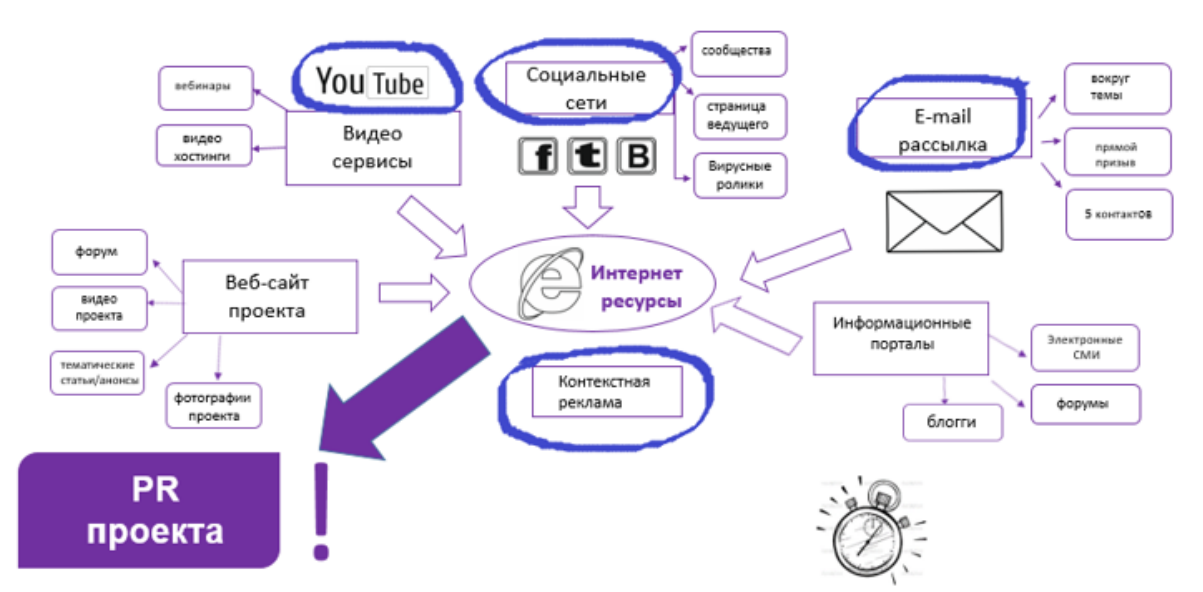 YouTube
Видео
сервисы
вебинары
видео
хостинги
Социальные
сети
f t B
сообщества
страница
ведущего
Вирусные
ролики
E-mail
рассылка
вокруг
темы
прямой
призыв
5 контактов
Веб-сайт
проекта
форум
видео
проекта
тематические
статьи/анонсы
фотографии
проекта
Интернет
ресурсы
Контекстная
реклама
Информационные
порталы
Электронные
СМИ
форумы
блогги
PR
проекта
!